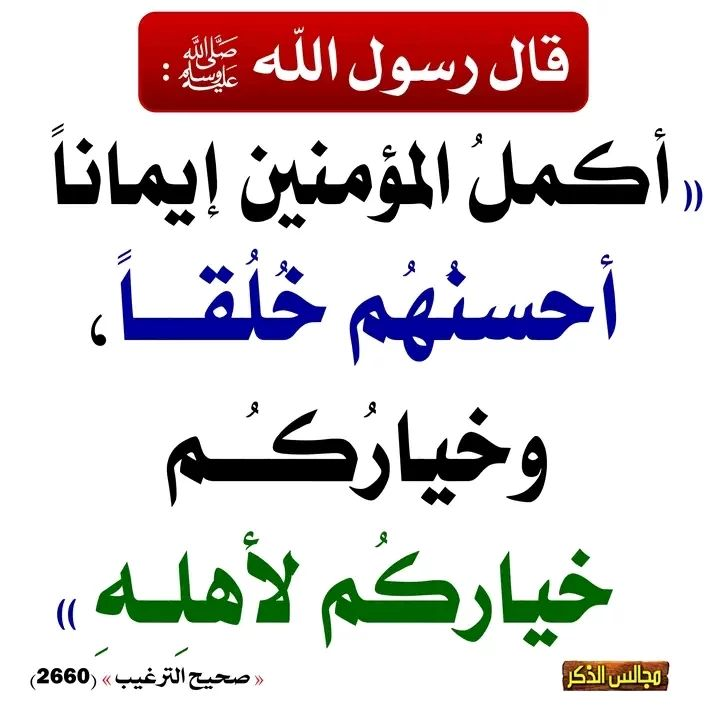 قال رسول الله ﷺ :
(( أكملُ المؤمنين إيماناً
أحسنُهُم خُلُقـاً ،
وخيارُكُـم
خياركُم لأهلِـهِ ))
« صحيح الترغيب » (2660)
مجالس الذكر